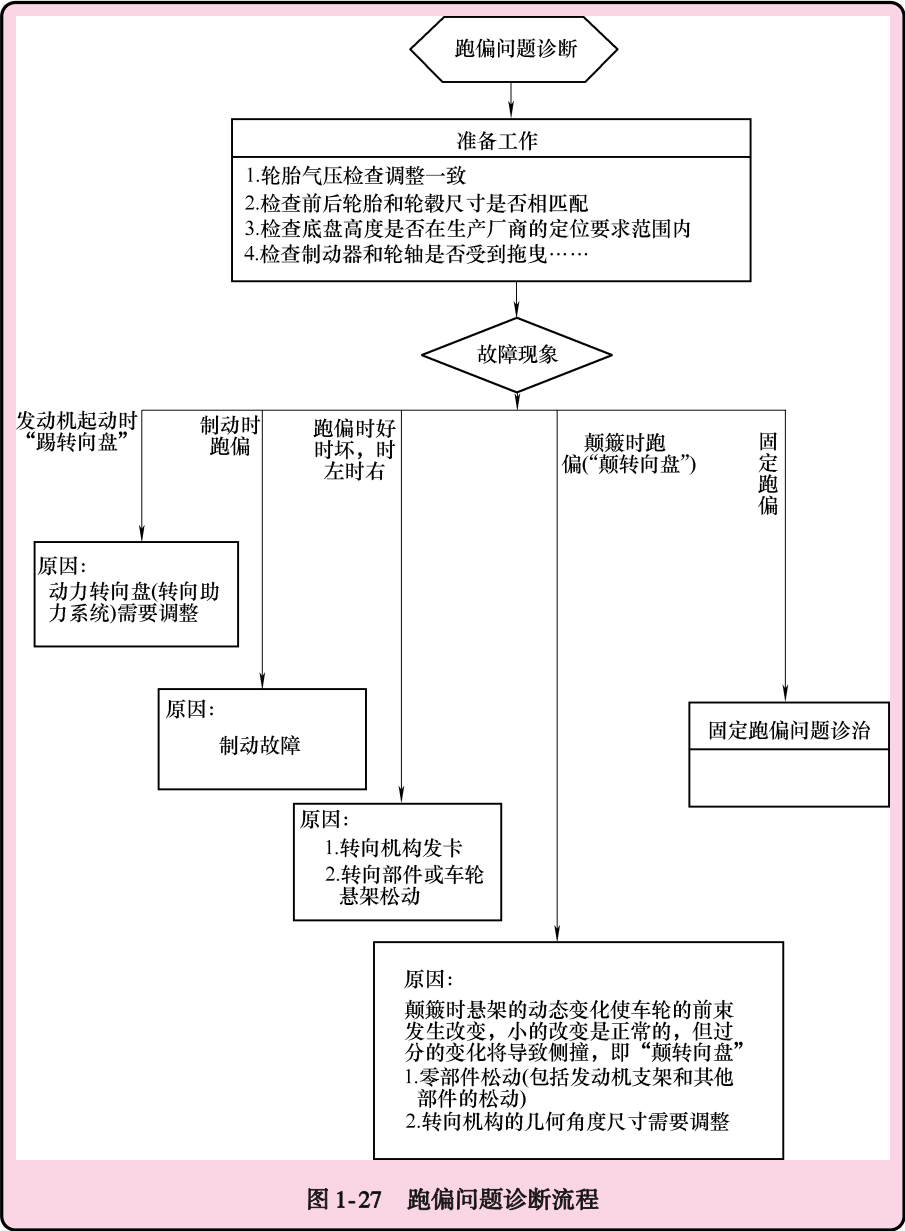 跑偏问题诊断
准备工作
1.轮胎气压检查调整一致
2.检查前后轮胎和轮毂尺寸是否相匹配
3.检查底盘高度是否在生产厂商的定位要求范围内
4.检查制动器和轮轴是否受到拖曳……
故障现象
发动机起动时
“踢转向盘”
制动时
跑偏
跑偏时好
时坏，时
左时右
颠簸时跑
偏(“颠转向盘”)
固
定
跑
偏
原因：
动力转向盘(转向助
力系统)需要调整
原因：
制动故障
固定跑偏问题诊治
原因：
1.转向机构发卡
2.转向部件或车轮
悬架松动
原因：
颠簸时悬架的动态变化使车轮的前束
发生改变，小的改变是正常的，但过
分的变化将导致侧撞，即“颠转向盘”
1.零部件松动(包括发动机支架和其他
部件的松动)
2.转向机构的几何角度尺寸需要调整
图 1-27 跑偏问题诊断流程